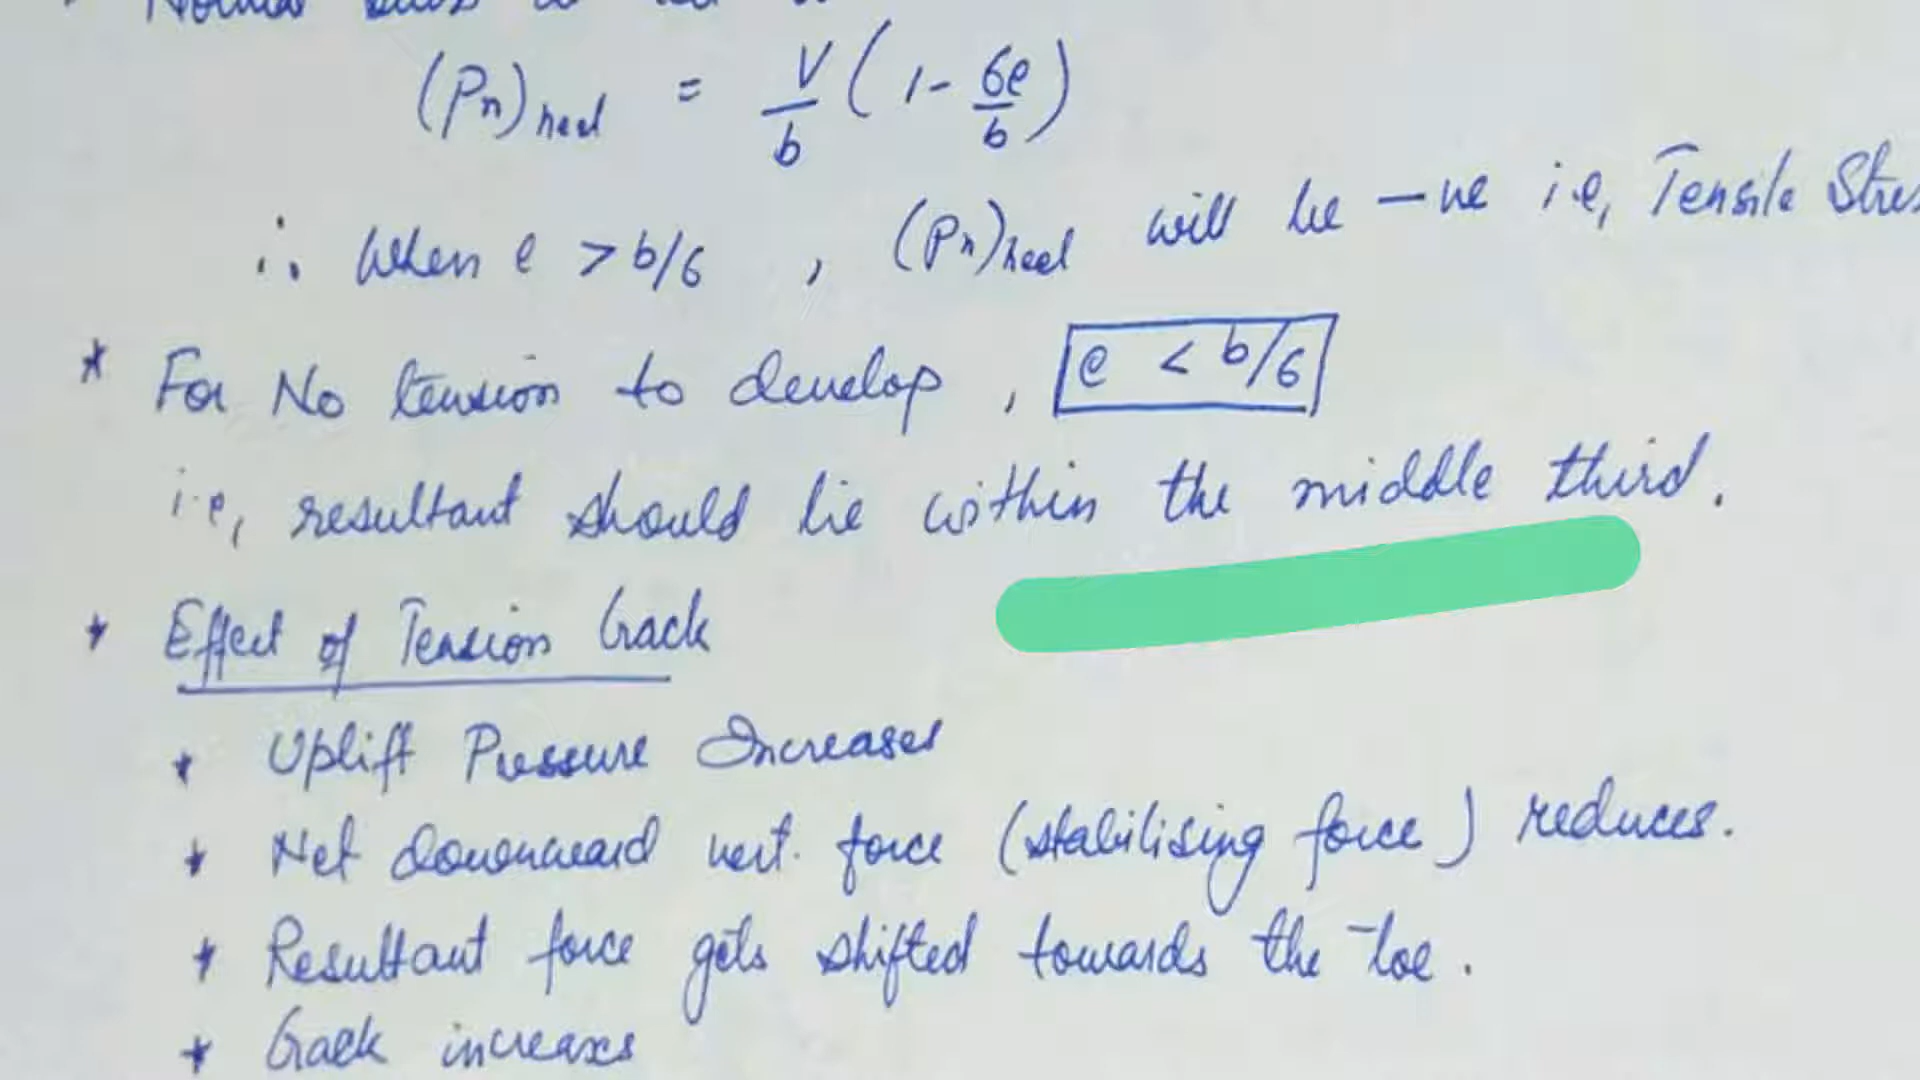 (Pn)heel = V/b (1 - 6e/b)
∴ When e > b/6 , (Pn)heel will be -ve i.e, Tensile Stres
* For No tension to develop , e < b/6
i.e, resultant should lie within the middle third.
* Effect of Tension Crack
* Uplift Pressure Increases
* Net downward vert. force (stabilising force) reduces.
* Resultant force gets shifted towards the toe.
* Crack increases